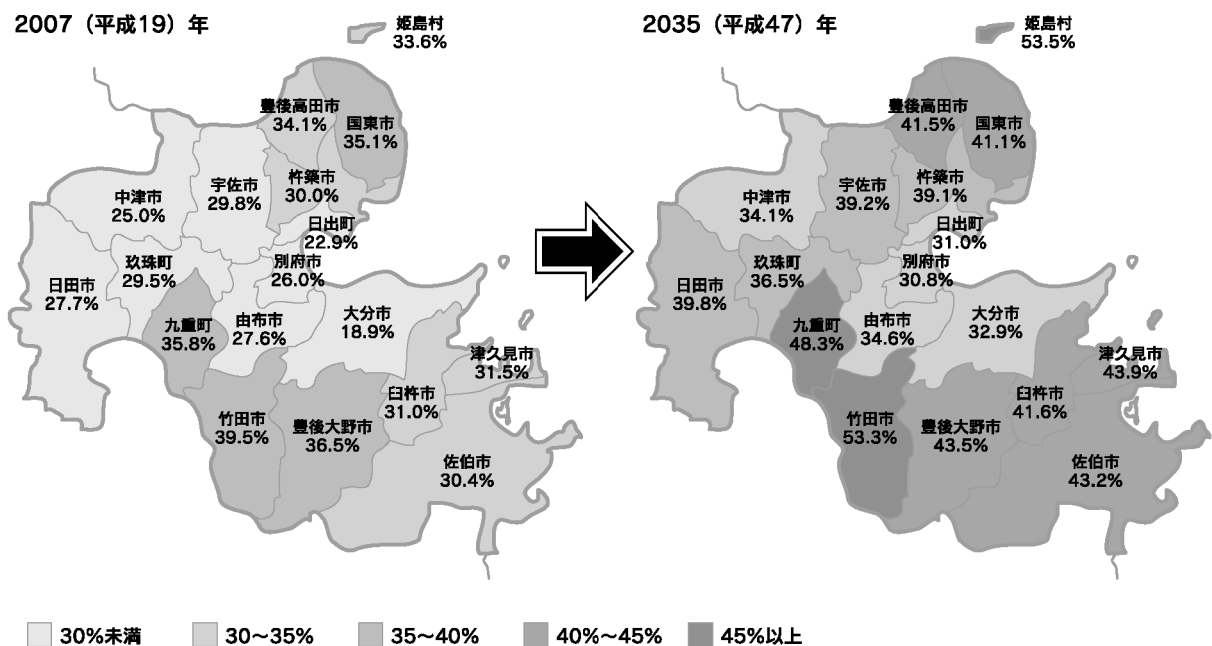 2007（平成19）年
姫島村
33.6%
豊後高田市
34.1%
国東市
35.1%
杵築市
30.0%
宇佐市
29.8%
中津市
25.0%
日出町
22.9%
別府市
26.0%
玖珠町
29.5%
日田市
27.7%
九重町
35.8%
由布市
27.6%
大分市
18.9%
津久見市
31.5%
臼杵市
31.0%
竹田市
39.5%
豊後大野市
36.5%
佐伯市
30.4%
2035（平成47）年
姫島村
53.5%
豊後高田市
41.5%
国東市
41.1%
杵築市
39.1%
宇佐市
39.2%
中津市
34.1%
日出町
31.0%
別府市
30.8%
玖珠町
36.5%
日田市
39.8%
九重町
48.3%
由布市
34.6%
大分市
32.9%
津久見市
43.9%
臼杵市
41.6%
竹田市
53.3%
豊後大野市
43.5%
佐伯市
43.2%
30%未満
30～35%
35～40%
40%～45%
45%以上